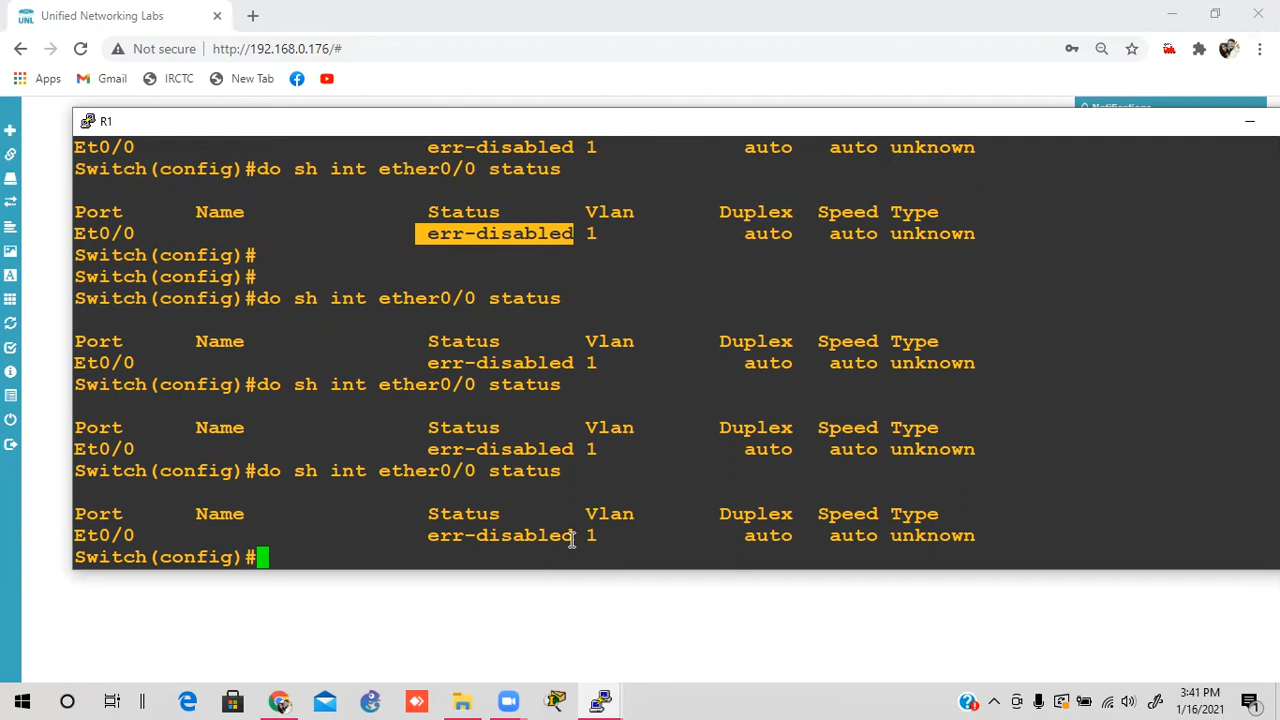 Unified Networking Labs
Not secure http://192.168.0.176/#
Apps Gmail IRCTC New Tab
Notifications
R1
Et0/0 err-disabled 1 auto auto unknown
Switch(config)#do sh int ether0/0 status
Port Name Status Vlan Duplex Speed Type
Et0/0 err-disabled 1 auto auto unknown
Switch(config)#
Switch(config)#
Switch(config)#do sh int ether0/0 status
Port Name Status Vlan Duplex Speed Type
Et0/0 err-disabled 1 auto auto unknown
Switch(config)#do sh int ether0/0 status
Port Name Status Vlan Duplex Speed Type
Et0/0 err-disabled 1 auto auto unknown
Switch(config)#do sh int ether0/0 status
Port Name Status Vlan Duplex Speed Type
Et0/0 err-disabled 1 auto auto unknown
Switch(config)#
3:41 PM
1/16/2021